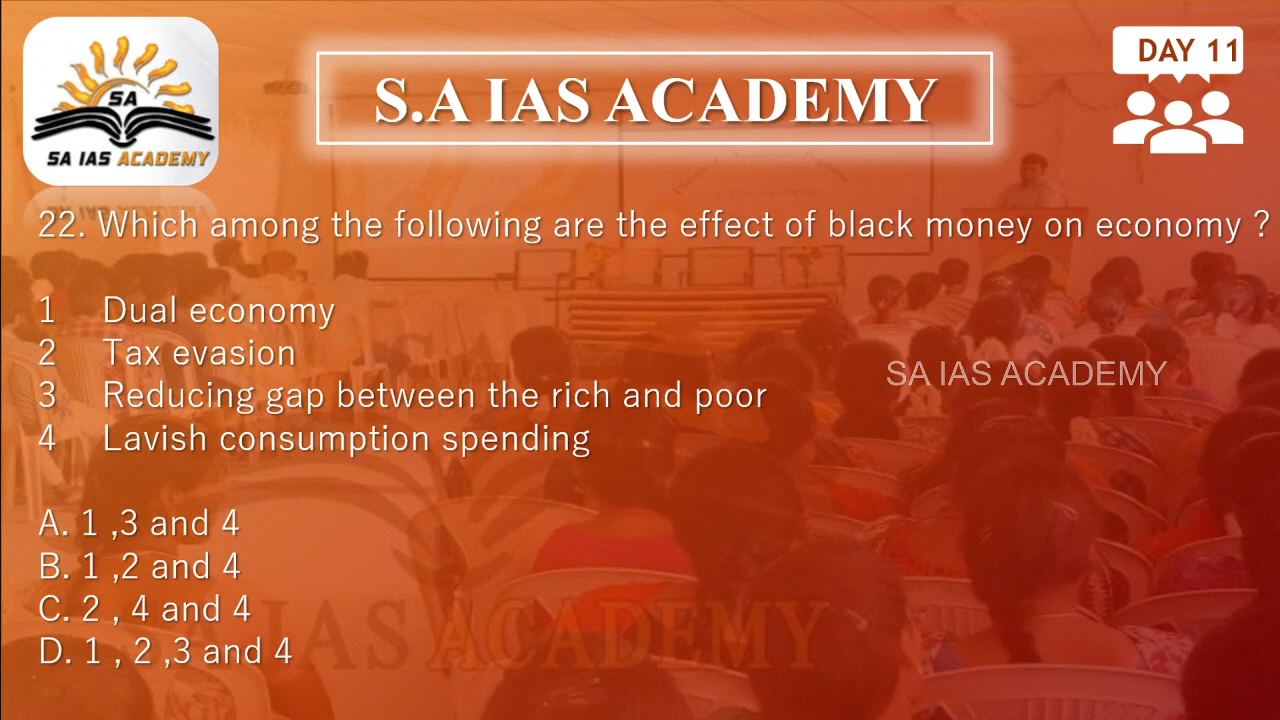 SA
SA IAS ACADEMY
S.A IAS ACADEMY
DAY 11
22. Which among the following are the effect of black money on economy ?
1 Dual economy
2 Tax evasion
3 Reducing gap between the rich and poor
4 Lavish consumption spending
SA IAS ACADEMY
A. 1 ,3 and 4
B. 1 ,2 and 4
C. 2 , 4 and 4
D. 1 , 2 ,3 and 4
IAS ACADEMY